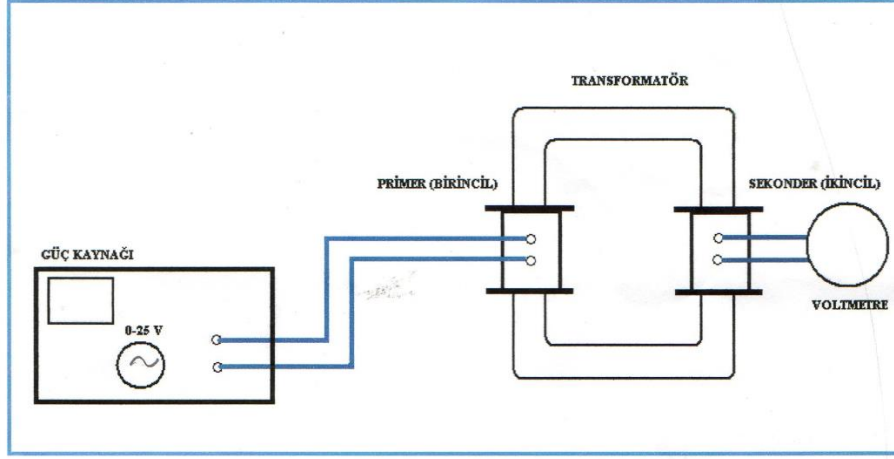 TRANSFORMATÖR
PRİMER (BİRİNCİL)
SEKONDER (İKİNCİL)
GÜÇ KAYNAĞI
0-25 V
VOLTMETRE